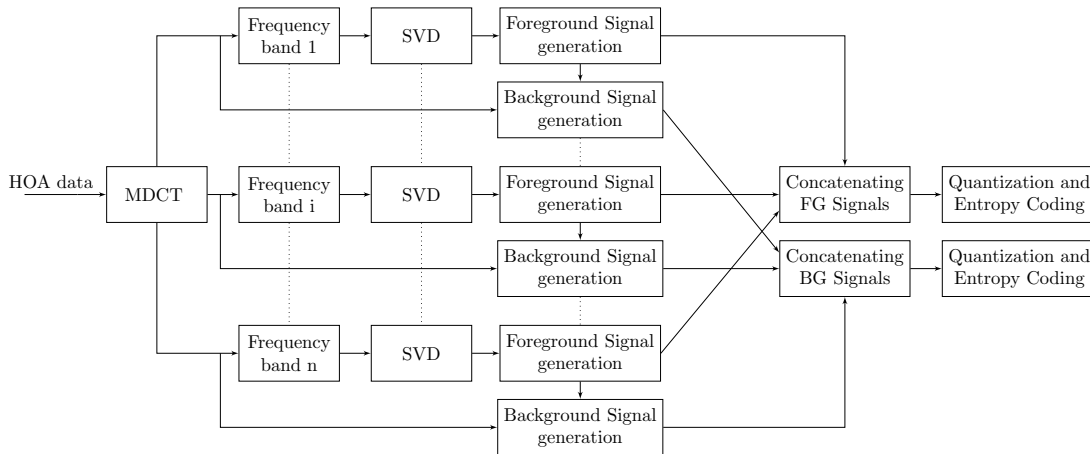 Frequency
band 1
SVD
Foreground Signal
generation
Background Signal
generation
HOA data
MDCT
Frequency
band i
SVD
Foreground Signal
generation
Concatenating
FG Signals
Quantization and
Entropy Coding
Background Signal
generation
Concatenating
BG Signals
Quantization and
Entropy Coding
Frequency
band n
SVD
Foreground Signal
generation
Background Signal
generation